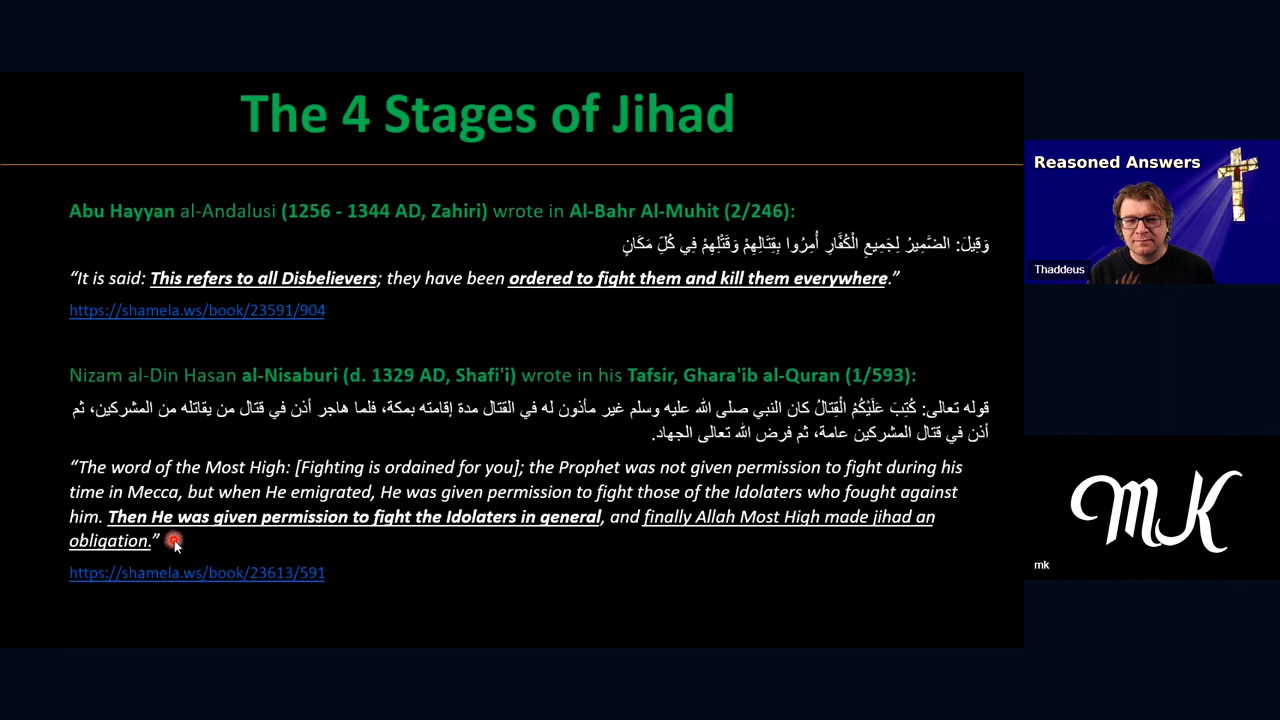 The 4 Stages of Jihad
Abu Hayyan al-Andalusi (1256 - 1344 AD, Zahiri) wrote in Al-Bahr Al-Muhit (2/246):
وَقِيلَ: الضَّمِيرُ لِجَمِيعِ الْكُفَّارِ أُمِرُوا بِقِتَالِهِمْ وَقَتْلِهِمْ فِي كُلِّ مَكَانٍ
“It is said: This refers to all Disbelievers; they have been ordered to fight them and kill them everywhere.”
https://shamela.ws/book/23591/904
Nizam al-Din Hasan al-Nisaburi (d. 1329 AD, Shafi'i) wrote in his Tafsir, Ghara'ib al-Quran (1/593):
قوله تعالى: كُتِبَ عَلَيْكُمُ الْقِتالُ كان النبي صلى الله عليه وسلم غير مأذون له في القتال مدة إقامته بمكة، فلما هاجر أذن في قتال من يقاتله من المشركين، ثم
أذن في قتال المشركين عامة، ثم فرض الله تعالى الجهاد.
“The word of the Most High: [Fighting is ordained for you]; the Prophet was not given permission to fight during his
time in Mecca, but when He emigrated, He was given permission to fight those of the Idolaters who fought against
him. Then He was given permission to fight the Idolaters in general, and finally Allah Most High made jihad an
obligation.”
https://shamela.ws/book/23613/591
Reasoned Answers
Thaddeus
MK
mk